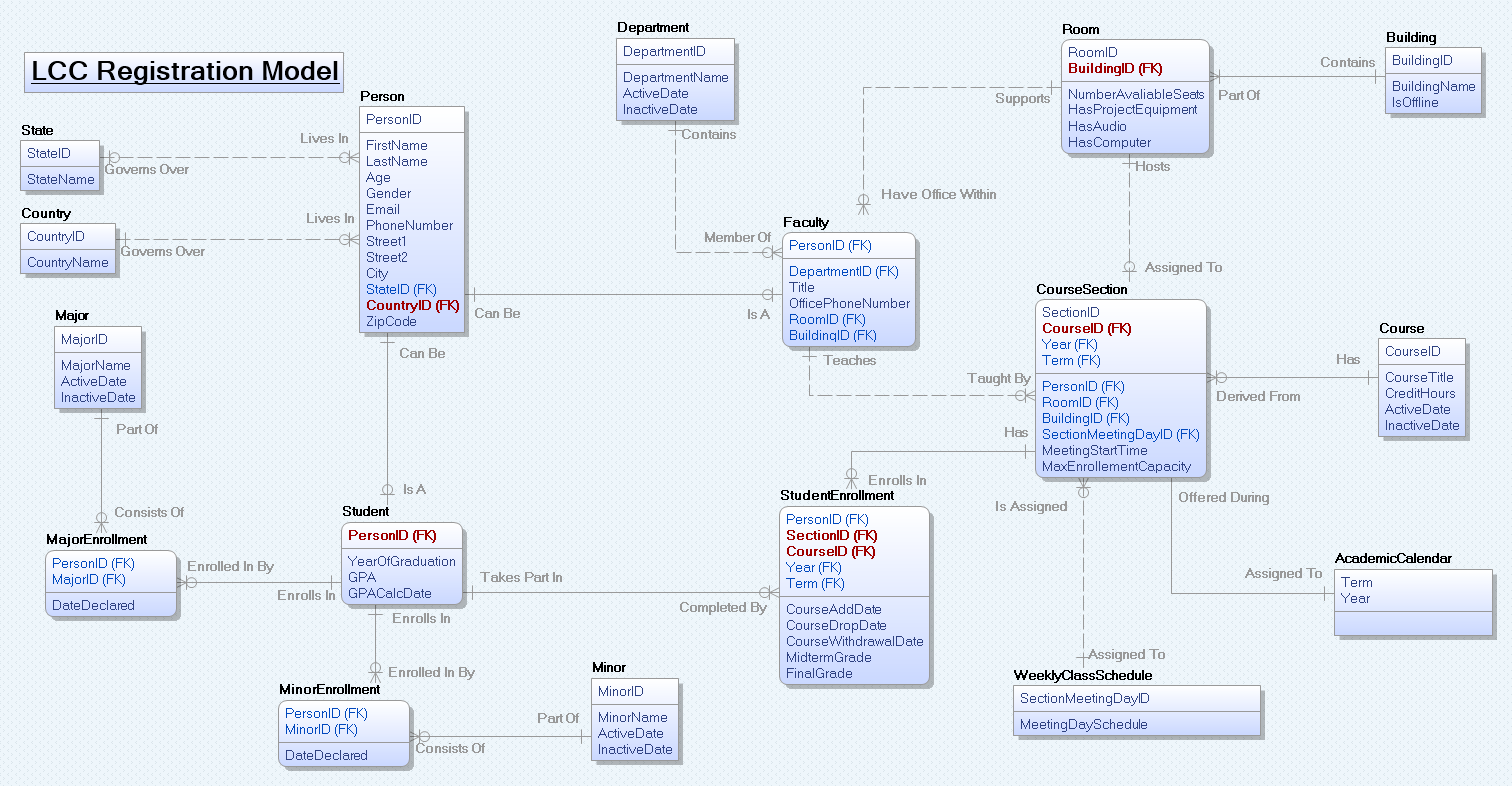 LCC Registration Model
State
StateID
StateName
Governs Over
Lives In
Country
CountryID
CountryName
Governs Over
Lives In
Person
PersonID
FirstName
LastName
Age
Gender
Email
PhoneNumber
Street1
Street2
City
StateID (FK)
CountryID (FK)
ZipCode
Can Be
Is A
Can Be
Is A
Department
DepartmentID
DepartmentName
ActiveDate
InactiveDate
Contains
Member Of
Supports
Have Office Within
Faculty
PersonID (FK)
DepartmentID (FK)
Title
OfficePhoneNumber
RoomID (FK)
BuildingID (FK)
Teaches
Taught By
Room
RoomID
BuildingID (FK)
NumberAvaliableSeats
HasProjectEquipment
HasAudio
HasComputer
Hosts
Assigned To
Contains
Part Of
Building
BuildingID
BuildingName
IsOffline
CourseSection
SectionID
CourseID (FK)
Year (FK)
Term (FK)
PersonID (FK)
RoomID (FK)
BuildingID (FK)
SectionMeetingDayID (FK)
MeetingStartTime
MaxEnrollementCapacity
Has
Derived From
Course
CourseID
CourseTitle
CreditHours
ActiveDate
InactiveDate
Has
Enrolls In
Is Assigned
Offered During
Major
MajorID
MajorName
ActiveDate
InactiveDate
Part Of
Consists Of
MajorEnrollment
PersonID (FK)
MajorID (FK)
DateDeclared
Enrolled In By
Enrolls In
Student
PersonID (FK)
YearOfGraduation
GPA
GPACalcDate
Takes Part In
Completed By
Enrolls In
Enrolled In By
StudentEnrollment
PersonID (FK)
SectionID (FK)
CourseID (FK)
Year (FK)
Term (FK)
CourseAddDate
CourseDropDate
CourseWithdrawalDate
MidtermGrade
FinalGrade
AcademicCalendar
Assigned To
Term
Year
Assigned To
WeeklyClassSchedule
SectionMeetingDayID
MeetingDaySchedule
MinorEnrollment
PersonID (FK)
MinorID (FK)
DateDeclared
Part Of
Consists Of
Minor
MinorID
MinorName
ActiveDate
InactiveDate